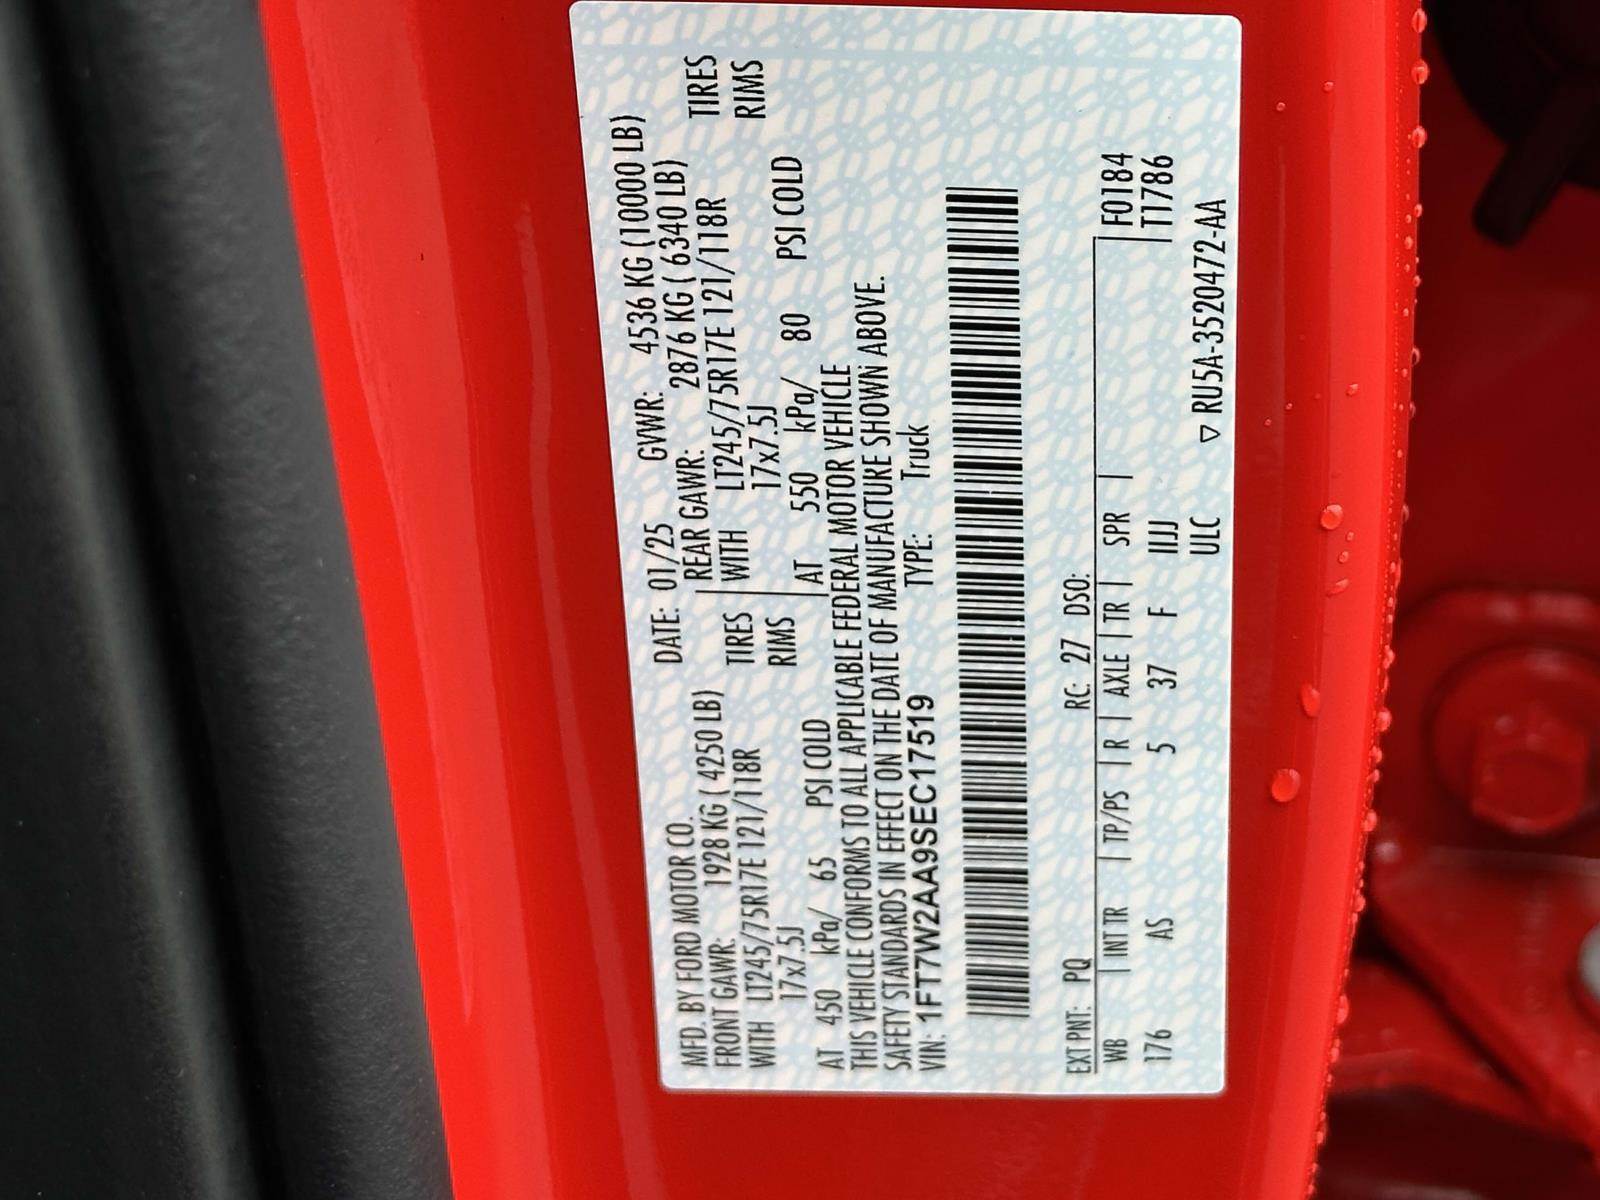 MFD. BY FORD MOTOR CO.
DATE: 01/25 GVWR: 4536 KG (10000 LB)
FRONT GAWR: 1928 KG ( 4250 LB) REAR GAWR: 2876 KG ( 6340 LB)
WITH LT245/75R17E 121/118R TIRES WITH LT245/75R17E 121/118R TIRES
17x7.5J RIMS 17x7.5J RIMS
AT 450 kPa/ 65 PSI COLD AT 550 kPa/ 80 PSI COLD
THIS VEHICLE CONFORMS TO ALL APPLICABLE FEDERAL MOTOR VEHICLE
SAFETY STANDARDS IN EFFECT ON THE DATE OF MANUFACTURE SHOWN ABOVE.
VIN: 1FT7W2AA9SEC17519 TYPE: Truck
EXT PNT: PQ RC: 27 DSO:
WB | INT TR | TP/PS | R | AXLE | TR | SPR | F0184
176 AS 5 37 F IIJJ T1786
ULC ▽ RU5A-3520472-AA